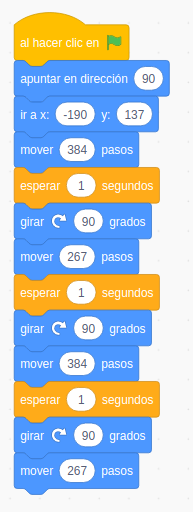 al hacer clic en
apuntar en dirección 90
ir a x: -190 y: 137
mover 384 pasos
esperar 1 segundos
girar 90 grados
mover 267 pasos
esperar 1 segundos
girar 90 grados
mover 384 pasos
esperar 1 segundos
girar 90 grados
mover 267 pasos